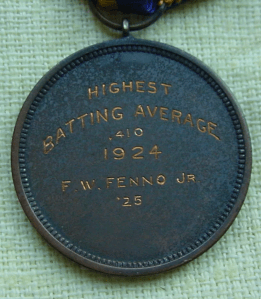 HIGHEST
BATTING AVERAGE
.410
1924
F. W. FENNO JR.
'25